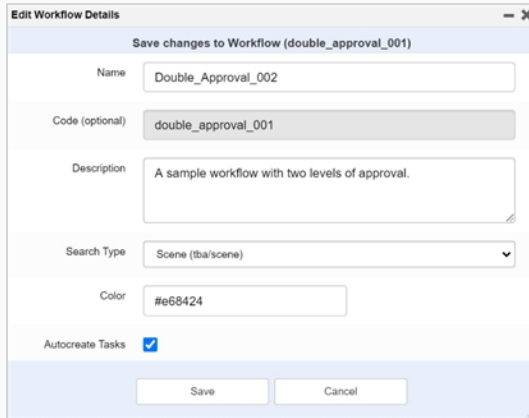 Edit Workflow Details
Save changes to Workflow (double_approval_001)
Name
Double_Approval_002
Code (optional)
double_approval_001
Description
A sample workflow with two levels of approval.
Search Type
Scene (tba/scene)
Color
#e68424
Autocreate Tasks
Save Cancel